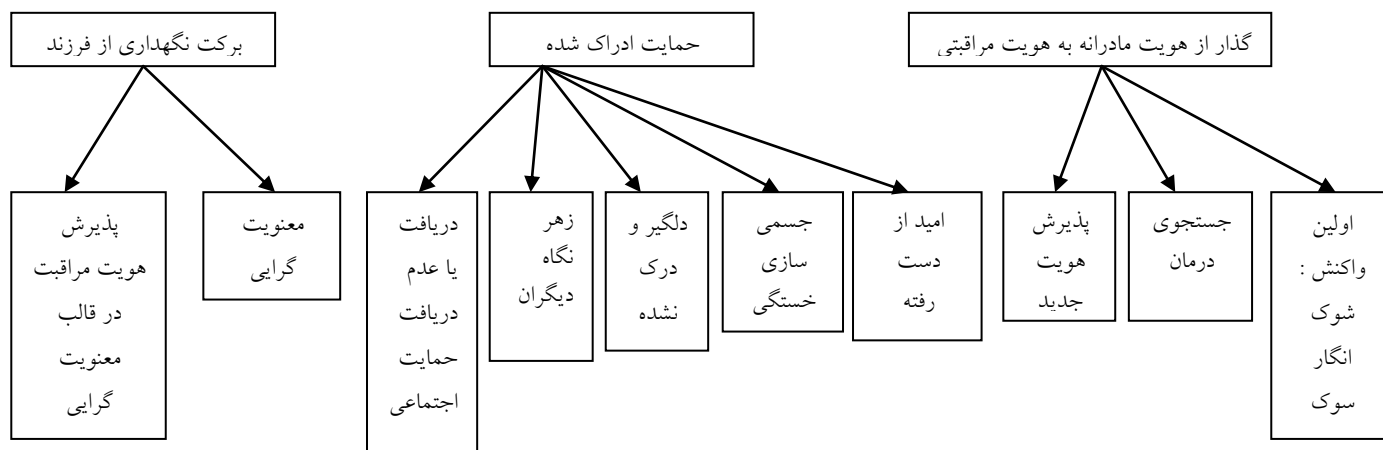 گذار از هویت مادرانه به هویت مراقبتی
حمایت ادراک شده
برکت نگهداری از فرزند
اولین
واکنش :
شوک
انگار
سوک
جستجوی
درمان
پذیرش
هویت
جدید
امید از
دست
رفته
جسمی
سازی
خستگی
دلگیر و
درک
نشده
زهر
نگاه
دیگران
دریافت
یا عدم
دریافت
حمایت
اجتماعی
معنویت
گرایی
پذیرش
هویت مراقبت
در قالب
معنویت
گرایی